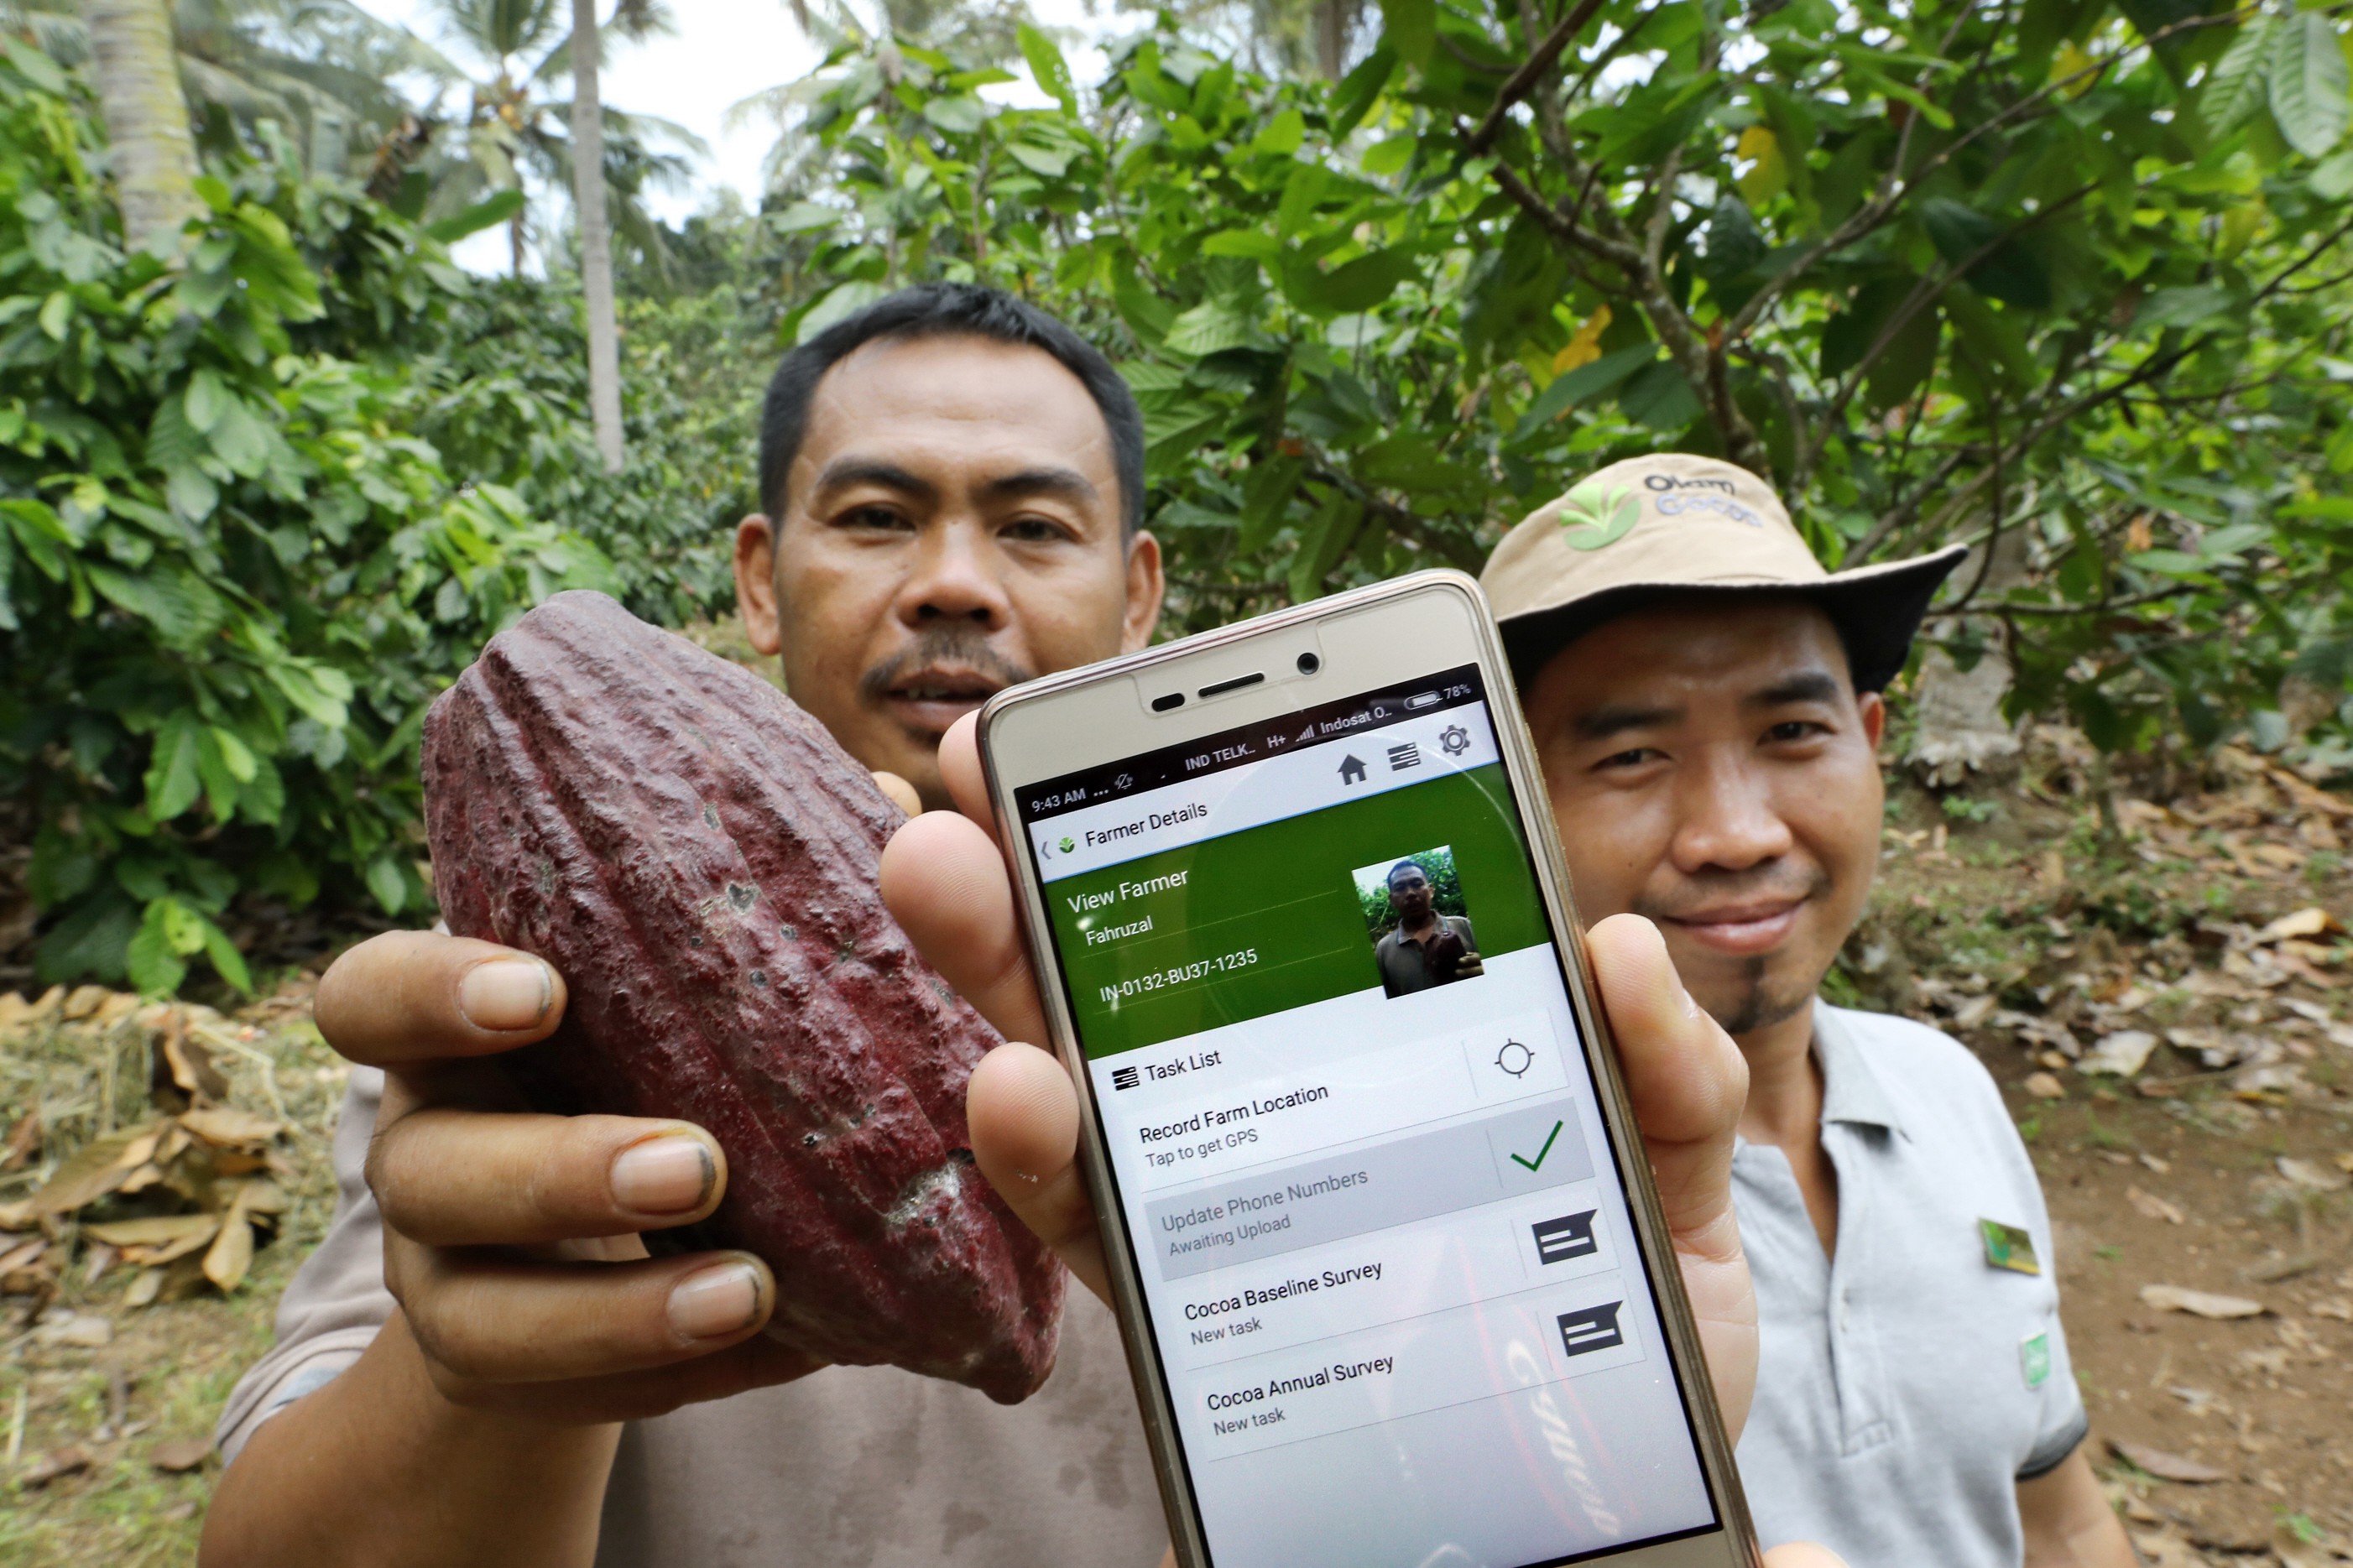 Olam
Cocoa
9:43 AM ... IND TELK.. H+ Indosat O.. 78%
Farmer Details
View Farmer
Fahruzal
IN-0132-BU37-1235
Task List
Record Farm Location
Tap to get GPS
Update Phone Numbers
Awaiting Upload
Cocoa Baseline Survey
New task
Cocoa Annual Survey
New task